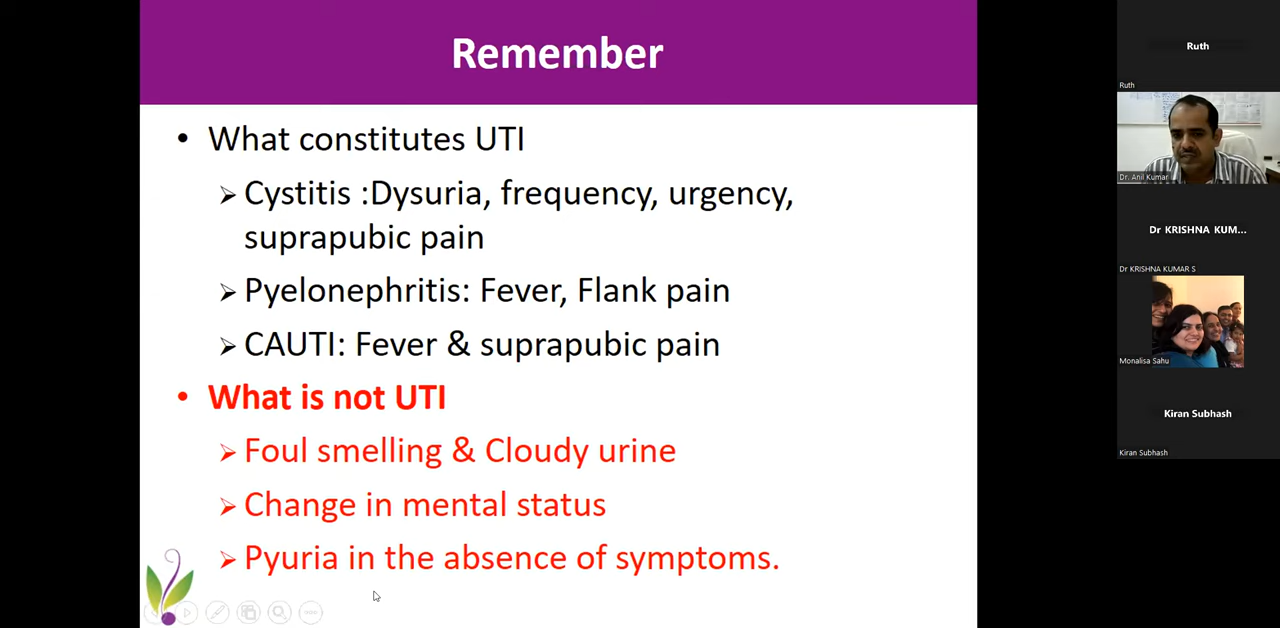 Remember
• What constitutes UTI
➢ Cystitis :Dysuria, frequency, urgency,
suprapubic pain
➢ Pyelonephritis: Fever, Flank pain
➢ CAUTI: Fever & suprapubic pain
• What is not UTI
➢ Foul smelling & Cloudy urine
➢ Change in mental status
➢ Pyuria in the absence of symptoms.
Ruth
Ruth
Dr. Anil Kumar
Dr KRISHNA KUM...
Dr KRISHNA KUMAR S
Monalisa Sahu
Kiran Subhash
Kiran Subhash